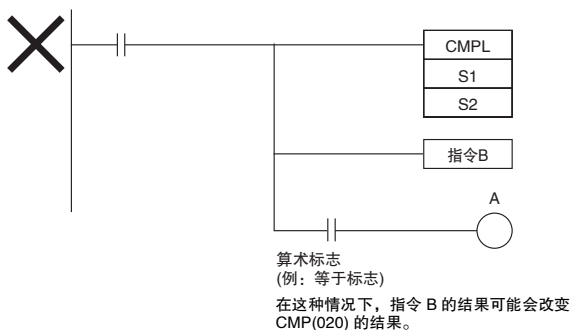 CMPL
S1
S2
指令B
A
算术标志
(例：等于标志)
在这种情况下，指令 B 的结果可能会改变
CMP(020) 的结果。